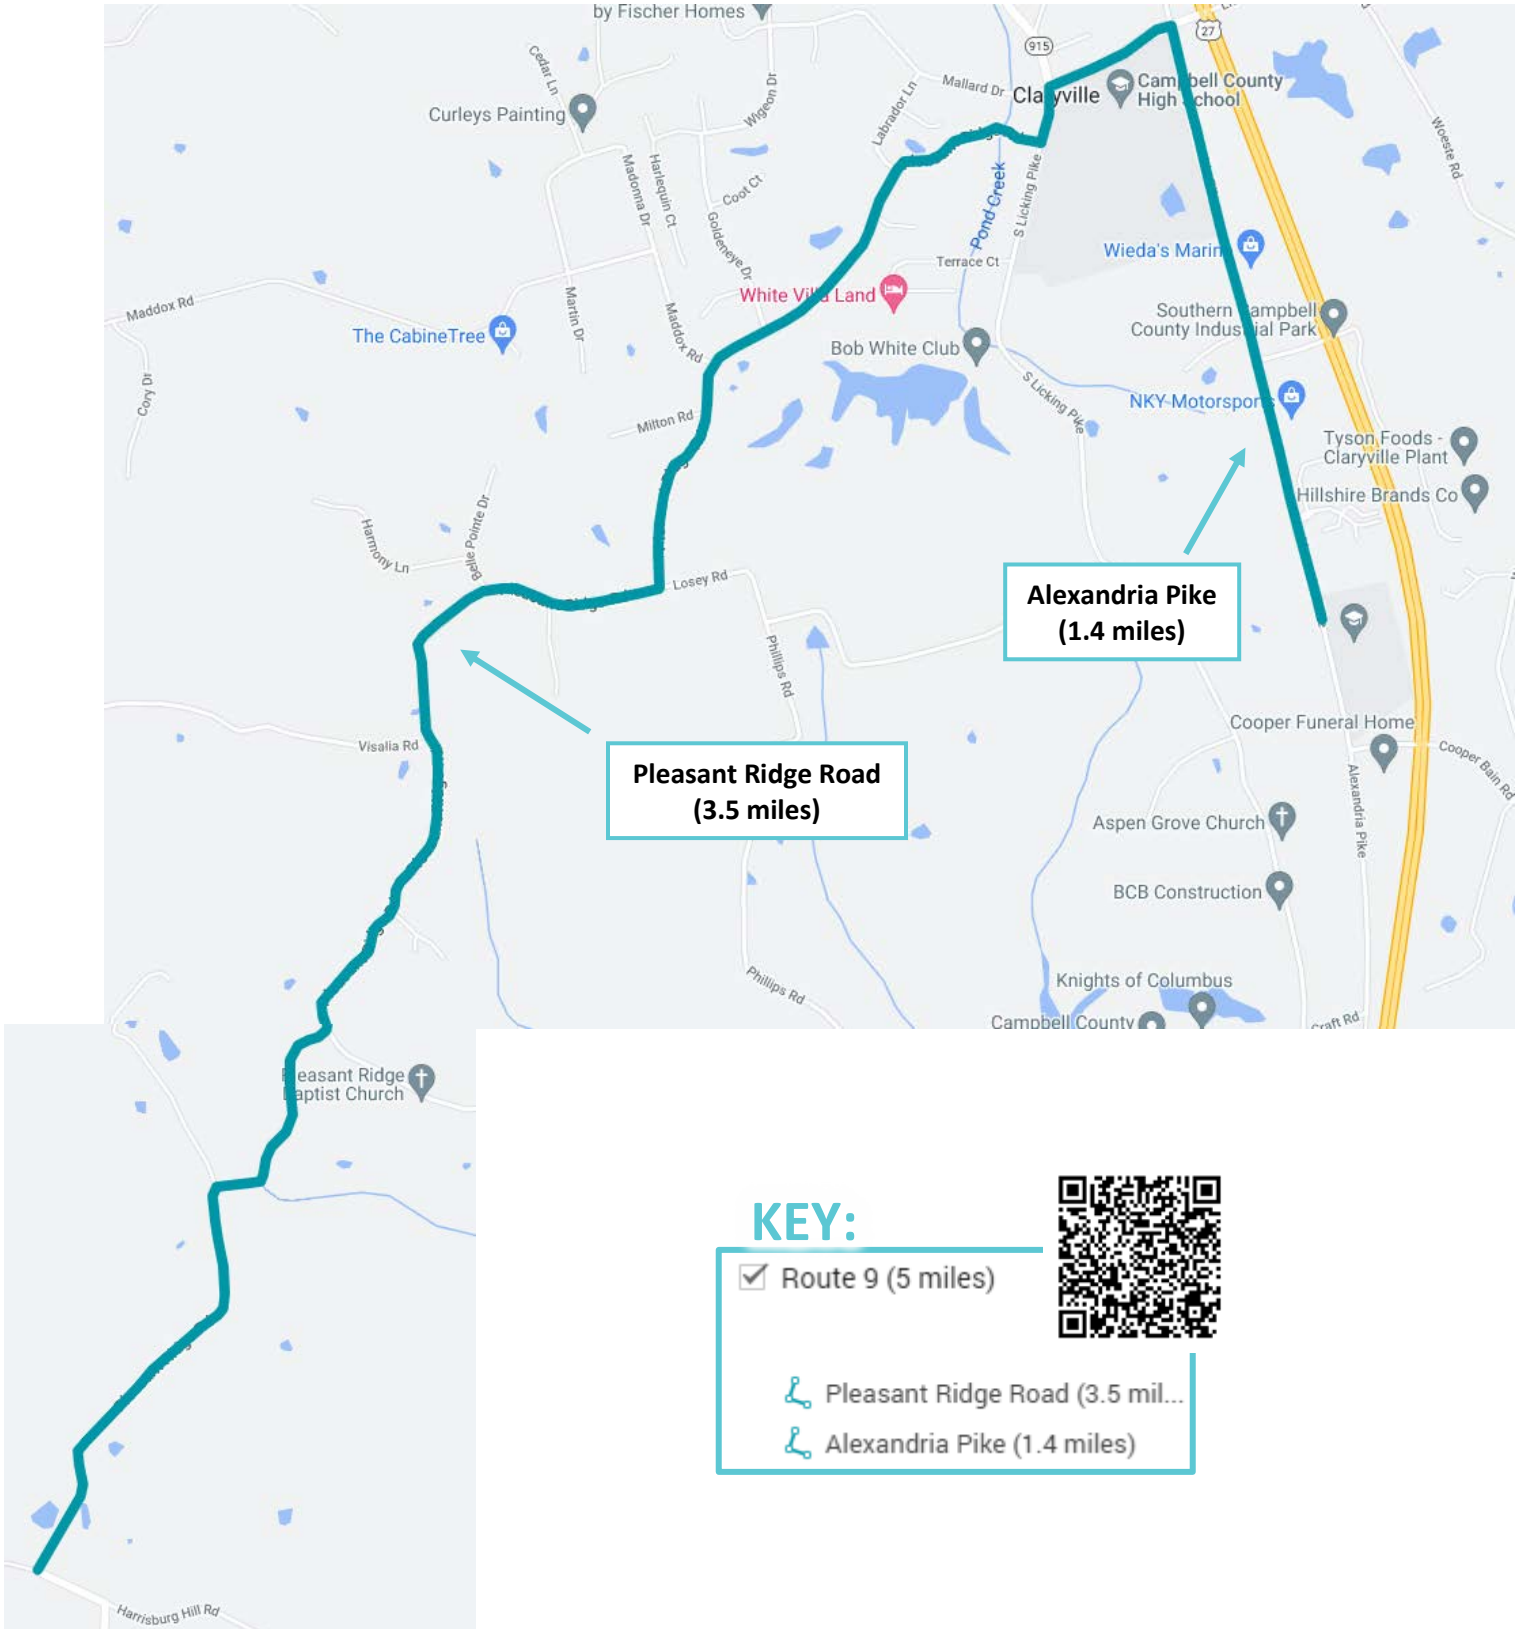 by Fischer Homes
27
915
Cedar Ln
Mallard Dr
Claryville
Campbell County
High School
Curleys Painting
Wigeon Dr
Labrador Ln
Woeste Rd
Madonna Dr
Harlequin Ct
Coot Ct
Goldeneye Dr
Pond Creek
S Licking Pike
Terrace Ct
Wieda's Marin
White Villa Land
Maddox Rd
Martin Dr
The CabineTree
Maddox Rd
Bob White Club
Southern Campbell
County Industrial Park
Cory Dr
S Licking Pike
NKY Motorsports
Milton Rd
Tyson Foods -
Claryville Plant
Hillshire Brands Co
Harmony Ln
Belle Pointe Dr
Losey Rd
Alexandria Pike
(1.4 miles)
Phillips Rd
Visalia Rd
Pleasant Ridge Road
(3.5 miles)
Cooper Funeral Home
Cooper Bain Rd
Alexandria Pike
Aspen Grove Church
BCB Construction
Phillips Rd
Knights of Columbus
Campbell County
Craft Rd
Pleasant Ridge
Baptist Church
KEY:
Route 9 (5 miles)
Pleasant Ridge Road (3.5 mil...
Alexandria Pike (1.4 miles)
Harrisburg Hill Rd